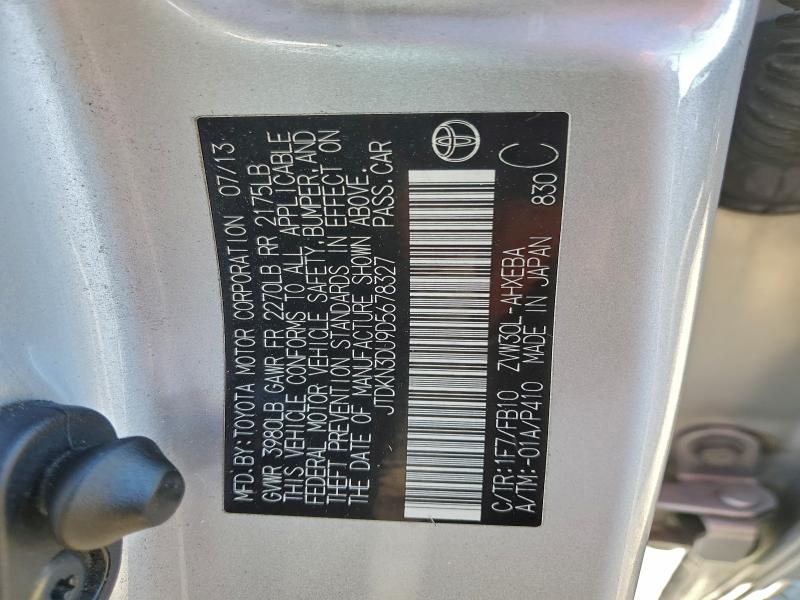 MFD.BY:TOYOTA MOTOR CORPORATION 07/13
GVWR 3980LB GAWR FR 2270LB RR 2175LB
THIS VEHICLE CONFORMS TO ALL APPLICABLE
FEDERAL MOTOR VEHICLE SAFETY,BUMPER,AND
THEFT PREVENTION STANDARDS IN EFFECT ON
THE DATE OF MANUFACTURE SHOWN ABOVE.
JTDKN3DU9D5678327 PASS.CAR
C/TR:1F7/FB10 ZVW30L-AHXEBA
A/TM:-01A/P410 MADE IN JAPAN 830 C